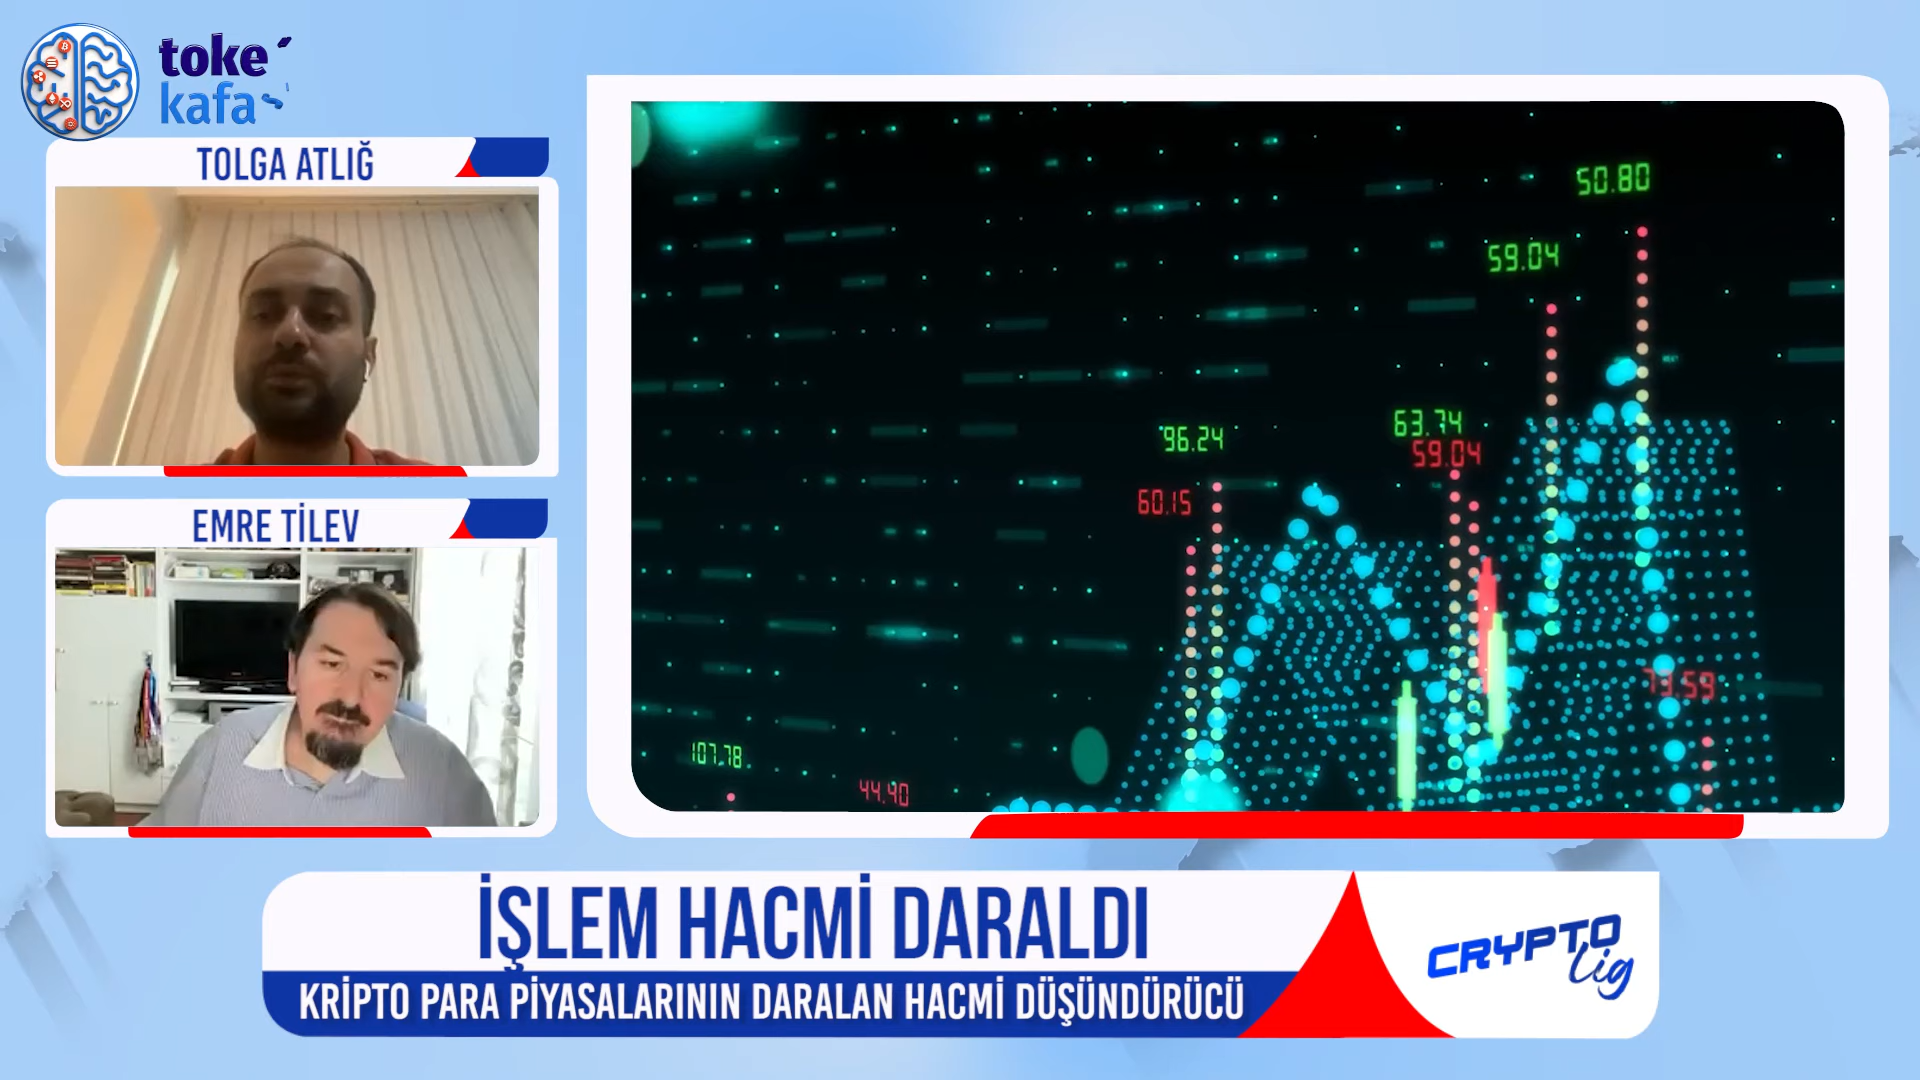 toke
kafa
TOLGA ATLIĞ
EMRE TİLEV
50.80
59.04
96.24
63.74
59.04
60.15
73.59
107.78
44.90
İŞLEM HACMİ DARALDI
KRİPTO PARA PİYASALARININ DARALAN HACMİ DÜŞÜNDÜRÜCÜ
CRYPTO
Lig